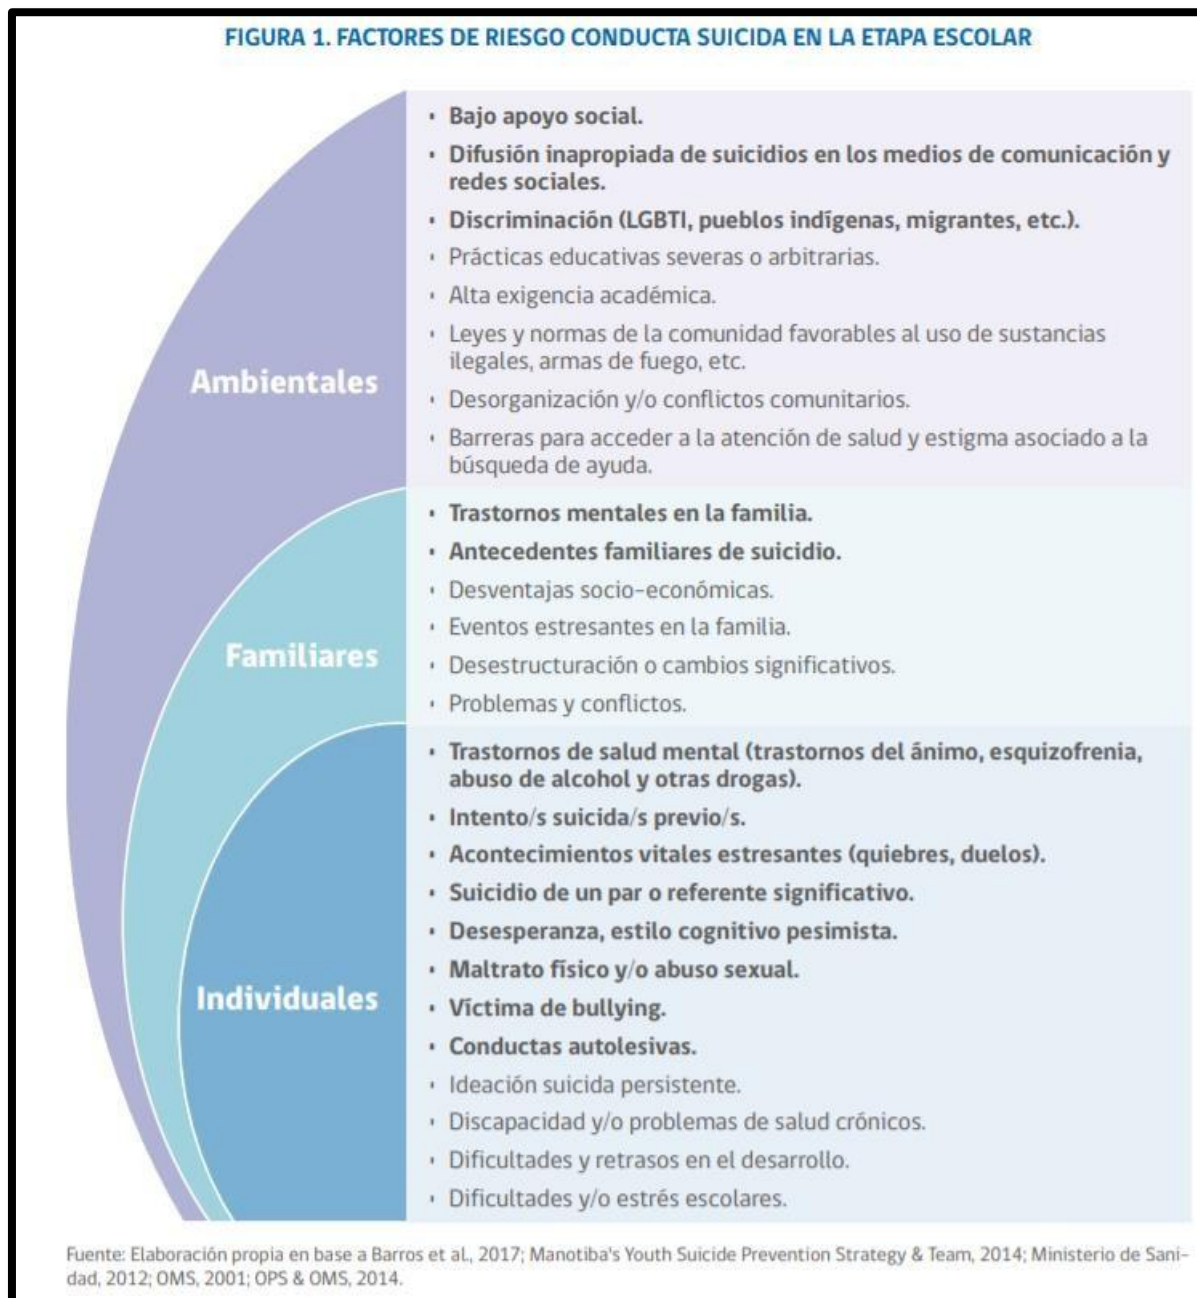 FIGURA 1. FACTORES DE RIESGO CONDUCTA SUICIDA EN LA ETAPA ESCOLAR
Ambientales
• Bajo apoyo social.
• Difusión inapropiada de suicidios en los medios de comunicación y
redes sociales.
• Discriminación (LGBTI, pueblos indígenas, migrantes, etc.).
• Prácticas educativas severas o arbitrarias.
• Alta exigencia académica.
• Leyes y normas de la comunidad favorables al uso de sustancias
ilegales, armas de fuego, etc.
• Desorganización y/o conflictos comunitarios.
• Barreras para acceder a la atención de salud y estigma asociado a la
búsqueda de ayuda.
Familiares
• Trastornos mentales en la familia.
• Antecedentes familiares de suicidio.
• Desventajas socio-económicas.
• Eventos estresantes en la familia.
• Desestructuración o cambios significativos.
• Problemas y conflictos.
Individuales
• Trastornos de salud mental (trastornos del ánimo, esquizofrenia,
abuso de alcohol y otras drogas).
• Intento/s suicida/s previo/s.
• Acontecimientos vitales estresantes (quiebres, duelos).
• Suicidio de un par o referente significativo.
• Desesperanza, estilo cognitivo pesimista.
• Maltrato físico y/o abuso sexual.
• Víctima de bullying.
• Conductas autolesivas.
• Ideación suicida persistente.
• Discapacidad y/o problemas de salud crónicos.
• Dificultades y retrasos en el desarrollo.
• Dificultades y/o estrés escolares.
Fuente: Elaboración propia en base a Barros et al., 2017; Manotiba's Youth Suicide Prevention Strategy & Team, 2014; Ministerio de Sani-
dad, 2012; OMS, 2001; OPS & OMS, 2014.